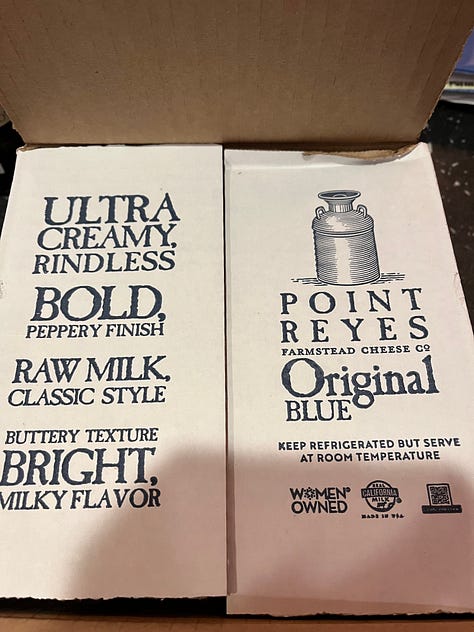 ULTRA
CREAMY,
RINDLESS
BOLD,
PEPPERY FINISH
RAW MILK,
CLASSIC STYLE
BUTTERY TEXTURE
BRIGHT,
MILKY FLAVOR
POINT
REYES
FARMSTEAD CHEESE CO
Original
BLUE
KEEP REFRIGERATED BUT SERVE
AT ROOM TEMPERATURE
WOMEN
OWNED
REAL
CALIFORNIA
MILK
MADE IN USA